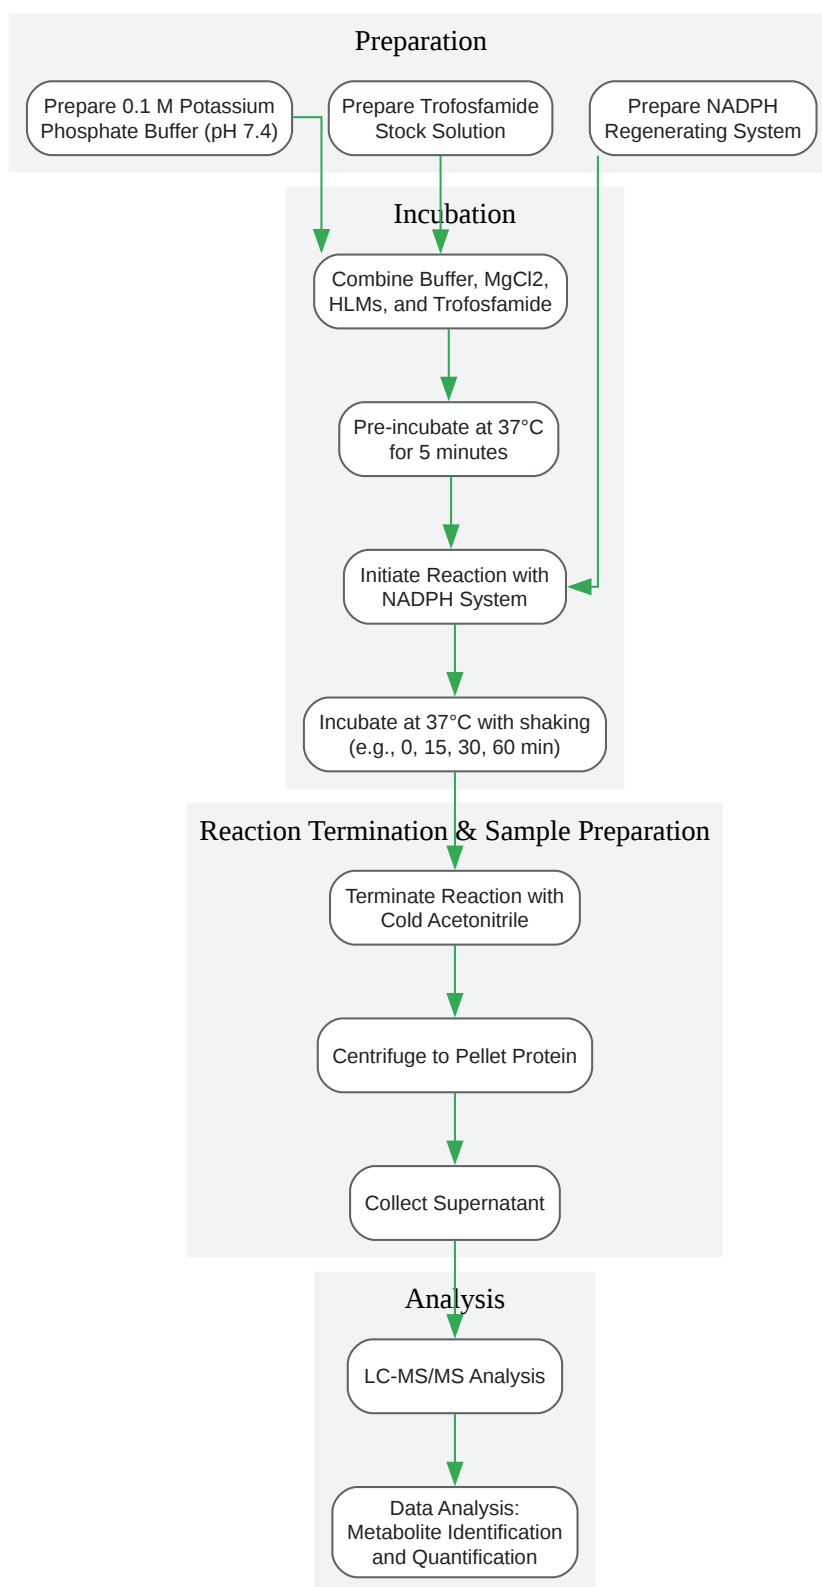 Preparation
Prepare 0.1 M Potassium
Phosphate Buffer (pH 7.4)
Prepare Trofosfamide
Stock Solution
Prepare NADPH
Regenerating System
Incubation
Combine Buffer, MgCl2,
HLMs, and Trofosfamide
Pre-incubate at 37°C
for 5 minutes
Initiate Reaction with
NADPH System
Incubate at 37°C with shaking
(e.g., 0, 15, 30, 60 min)
Reaction Termination & Sample Preparation
Terminate Reaction with
Cold Acetonitrile
Centrifuge to Pellet Protein
Collect Supernatant
Analysis
LC-MS/MS Analysis
Data Analysis:
Metabolite Identification
and Quantification